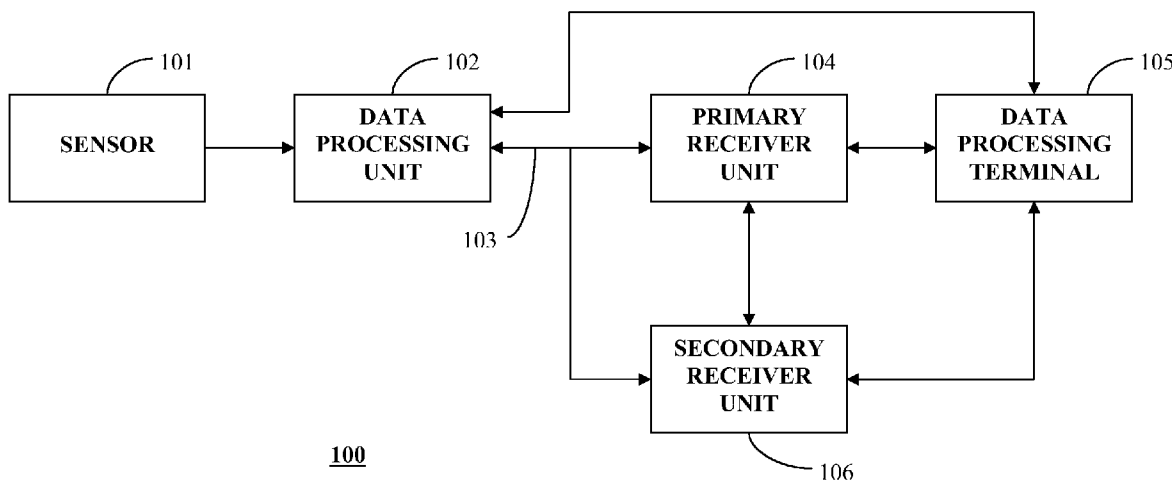 101
102
104
105
SENSOR
DATA
PROCESSING
UNIT
PRIMARY
RECEIVER
UNIT
DATA
PROCESSING
TERMINAL
103
SECONDARY
RECEIVER
UNIT
100
106